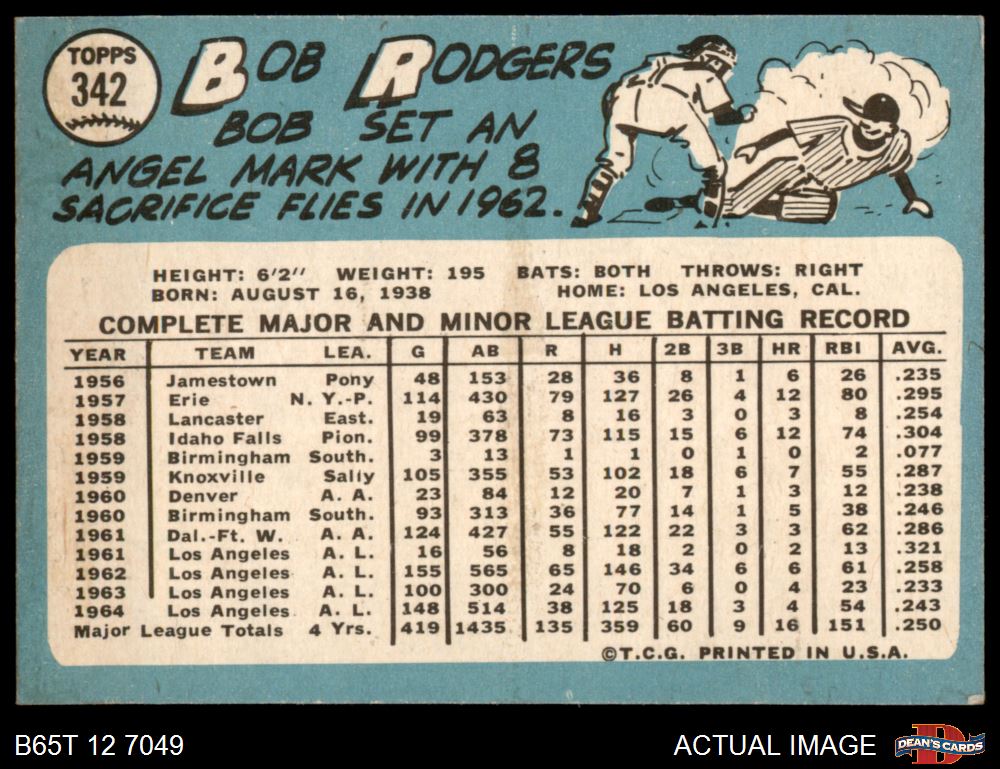 TOPPS
342
BOB RODGERS
BOB SET AN
ANGEL MARK WITH 8
SACRIFICE FLIES IN 1962.
HEIGHT: 6'2" WEIGHT: 195 BATS: BOTH THROWS: RIGHT
BORN: AUGUST 16, 1938 HOME: LOS ANGELES, CAL.
COMPLETE MAJOR AND MINOR LEAGUE BATTING RECORD
YEAR TEAM LEA. G AB R H 2B 3B HR RBI AVG.
1956 Jamestown Pony 48 153 28 36 8 1 6 26 .235
1957 Erie N. Y.-P. 114 430 79 127 26 4 12 80 .295
1958 Lancaster East. 19 63 8 16 3 0 3 8 .254
1958 Idaho Falls Pion. 99 378 73 115 15 6 12 74 .304
1959 Birmingham South. 3 13 1 1 0 1 0 2 .077
1959 Knoxville Sally 105 355 53 102 18 6 7 55 .287
1960 Denver A. A. 23 84 12 20 7 1 3 12 .238
1960 Birmingham South. 93 313 36 77 14 1 5 38 .246
1961 Dal.-Ft. W. A. A. 124 427 55 122 22 3 3 62 .286
1961 Los Angeles A. L. 16 56 8 18 2 0 2 13 .321
1962 Los Angeles A. L. 155 565 65 146 34 6 6 61 .258
1963 Los Angeles A. L. 100 300 24 70 6 0 4 23 .233
1964 Los Angeles A. L. 148 514 38 125 18 3 4 54 .243
Major League Totals 4 Yrs. 419 1435 135 359 60 9 16 151 .250
©T.C.G. PRINTED IN U.S.A.
B65T 12 7049 ACTUAL IMAGE
D
DEAN'S CARDS